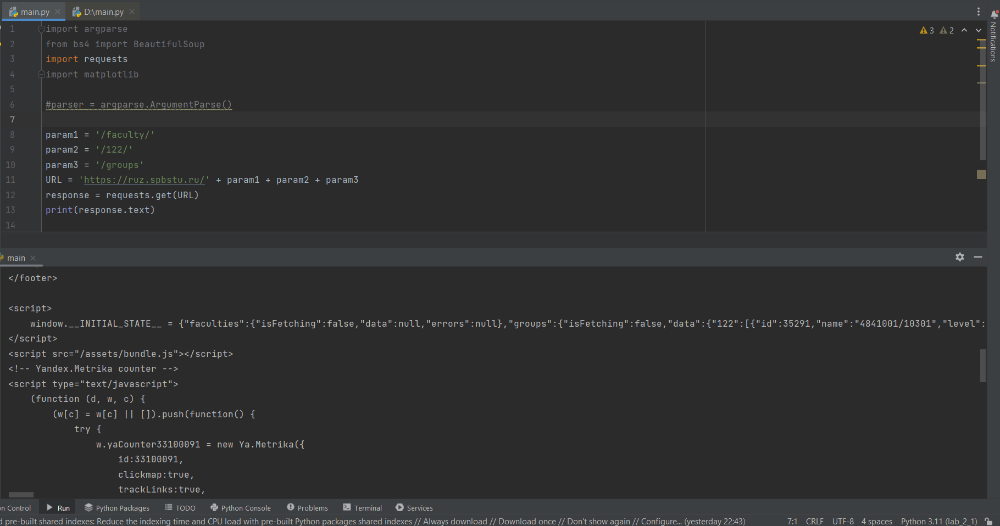 main.py
D:\main.py
1 import argparse
2 from bs4 import BeautifulSoup
3 import requests
4 import matplotlib
5
6 #parser = argparse.ArgumentParse()
7
8 param1 = '/faculty/'
9 param2 = '/122/'
10 param3 = '/groups'
11 URL = 'https://ruz.spbstu.ru/' + param1 + param2 + param3
12 response = requests.get(URL)
13 print(response.text)
14
3 2
Notifications
main
</footer>
<script>
window.__INITIAL_STATE__ = {"faculties":{"isFetching":false,"data":null,"errors":null},"groups":{"isFetching":false,"data":{"122":[{"id":35291,"name":"4841001/10301","level":
</script>
<script src="/assets/bundle.js"></script>
<!-- Yandex.Metrika counter -->
<script type="text/javascript">
(function (d, w, c) {
(w[c] = w[c] || []).push(function() {
try {
w.yaCounter33100091 = new Ya.Metrika({
id:33100091,
clickmap:true,
trackLinks:true,
n Control Run Python Packages TODO Python Console Problems Terminal Services
d pre-built shared indexes: Reduce the indexing time and CPU load with pre-built Python packages shared indexes // Always download // Download once // Don't show again // Configure... (yesterday 22:43) 7:1 CRLF UTF-8 4 spaces Python 3.11 (lab_2_1)